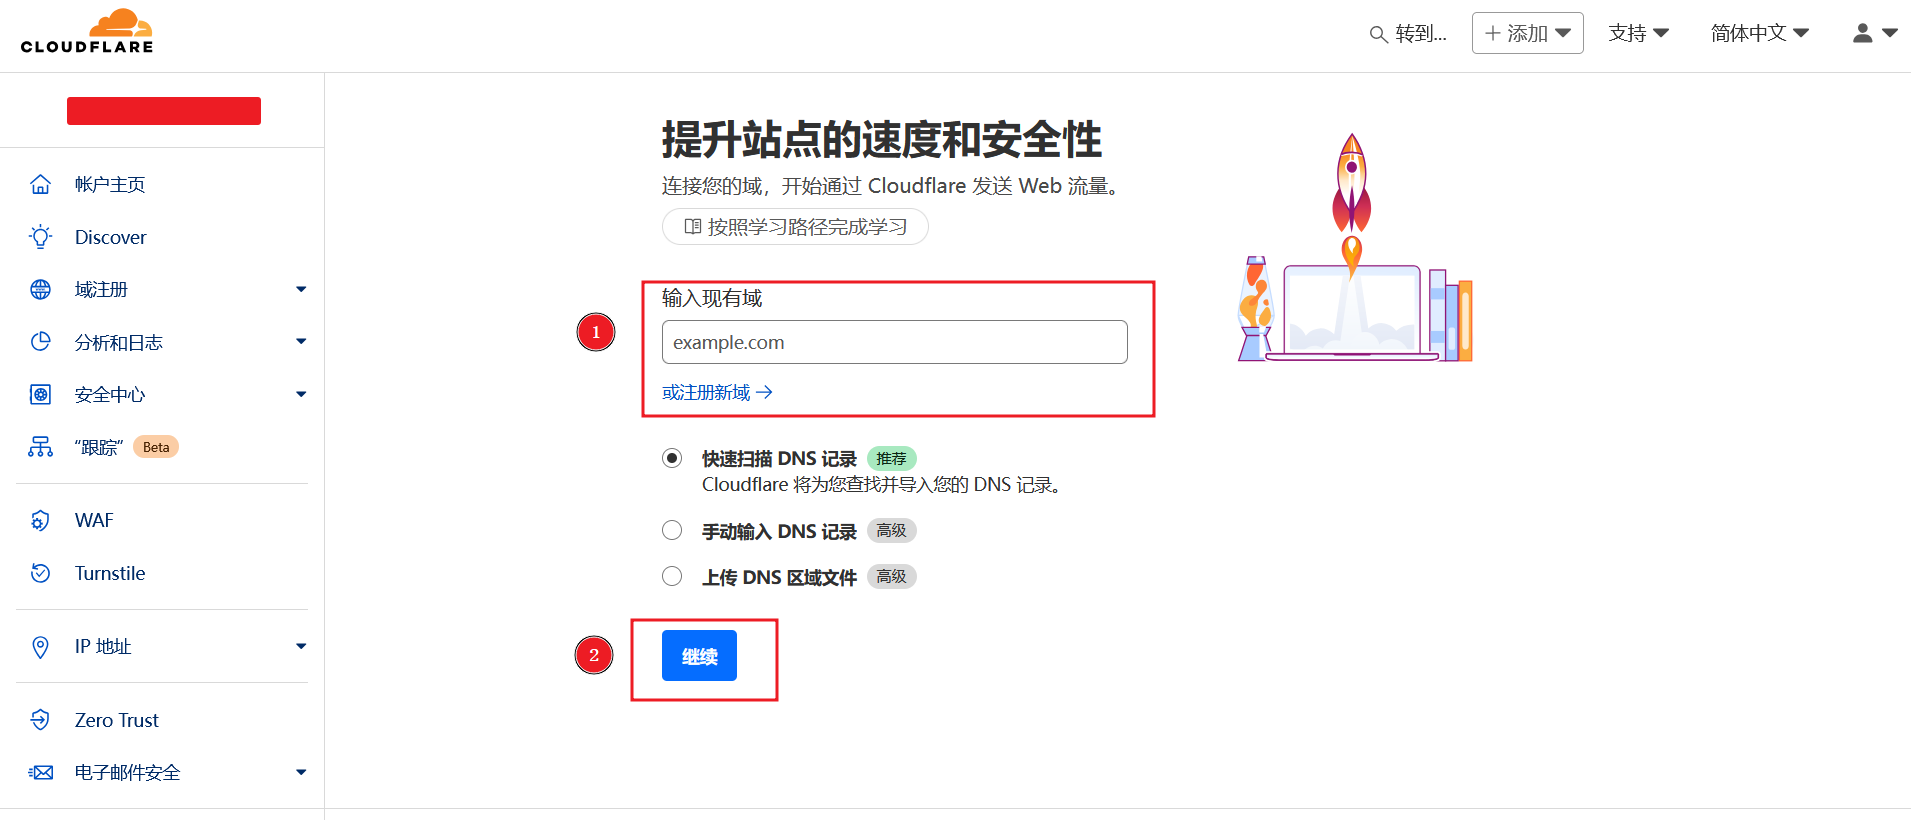 CLOUDFLARE
转到...
添加
支持
简体中文
帐户主页
Discover
域注册
分析和日志
安全中心
“跟踪” Beta
WAF
Turnstile
IP 地址
Zero Trust
电子邮件安全
提升站点的速度和安全性
连接您的域，开始通过 Cloudflare 发送 Web 流量。
按照学习路径完成学习
1
输入现有域
example.com
或注册新域
快速扫描 DNS 记录 推荐
Cloudflare 将为您查找并导入您的 DNS 记录。
手动输入 DNS 记录 高级
上传 DNS 区域文件 高级
2
继续